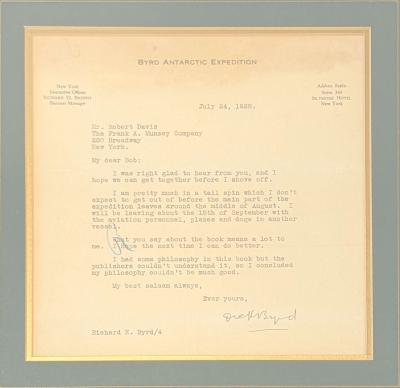 BYRD ANTARCTIC EXPEDITION
New York
Executive Offices
Richard G. Brophy
Business Manager
Address Reply:
Suite 340
Biltmore Hotel
New York
July 24, 1928.
Mr. Robert Davis
The Frank A. Munsey Company
280 Broadway
New York.
My dear Bob:
I was right glad to hear from you, and I
hope we can get together before I shove off.
I am pretty much in a tail spin which I don't
expect to get out of before the main part of the
expedition leaves around the middle of August. I
will be leaving about the 15th of September with
the aviation personnel, planes and dogs in another
vessel.
What you say about the book means a lot to
me. I hope the next time I can do better.
I had some philosophy in this book but the
publishers couldn't understand it, so I concluded
my philosophy couldn't be much good.
My best salaam always,
Ever yours,
Dick Byrd
Richard E. Byrd/4